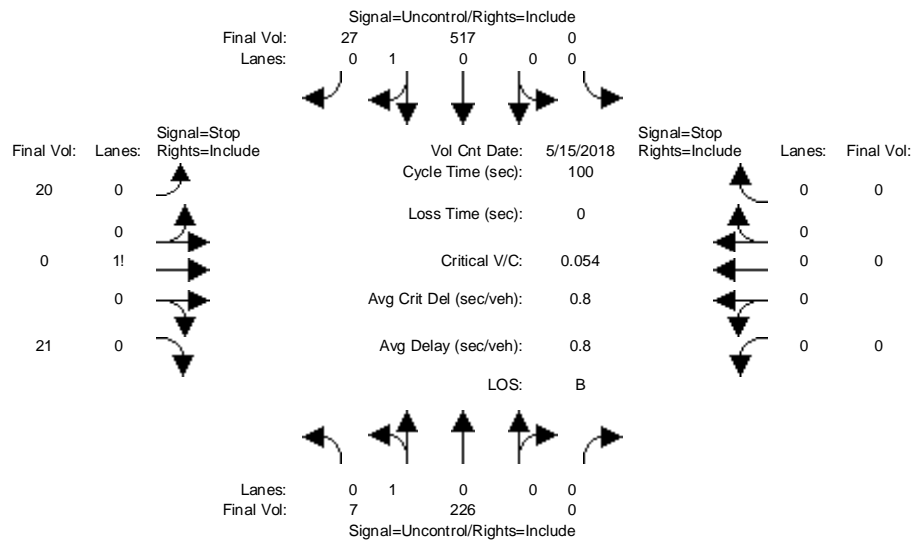 Signal=Uncontrol/Rights=Include
Final Vol: 27 517 0
Lanes: 0 1 0 0 0
Signal=Stop Signal=Stop
Final Vol: Lanes: Rights=Include Vol Cnt Date: 5/15/2018 Rights=Include Lanes: Final Vol:
Cycle Time (sec): 100
20 0 0 0
Loss Time (sec): 0
0 0
0 1! Critical V/C: 0.054 0 0
0 Avg Crit Del (sec/veh): 0.8 0
21 0 Avg Delay (sec/veh): 0.8 0 0
LOS: B
Lanes: 0 1 0 0 0
Final Vol: 7 226 0
Signal=Uncontrol/Rights=Include